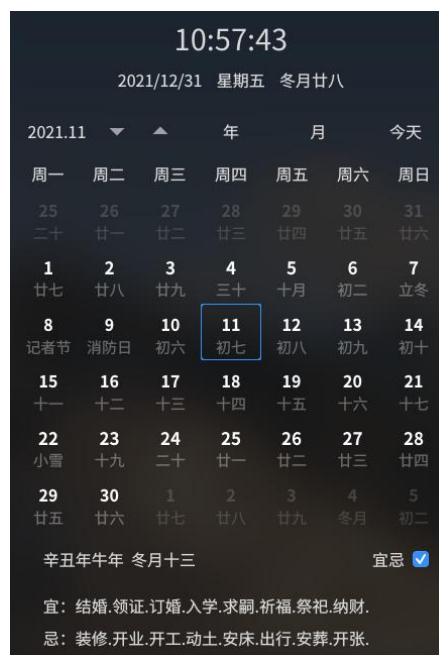 10:57:43
2021/12/31 星期五 冬月廿八
2021.11 年 月 今天
周一 周二 周三 周四 周五 周六 周日
25 26 27 28 29 30 31
二十 廿一 廿二 廿三 廿四 廿五 廿六
1 2 3 4 5 6 7
廿七 廿八 廿九 三十 十月 初二 立冬
8 9 10 11 12 13 14
记者节 消防日 初六 初七 初八 初九 初十
15 16 17 18 19 20 21
十一 十二 十三 十四 十五 十六 十七
22 23 24 25 26 27 28
小雪 十九 二十 廿一 廿二 廿三 廿四
29 30 1 2 3 4 5
廿五 廿六 廿七 廿八 廿九 冬月 初二
辛丑年牛年 冬月十三 宜忌
宜：结婚.领证.订婚.入学.求嗣.祈福.祭祀.纳财.
忌：装修.开业.开工.动土.安床.出行.安葬.开张.